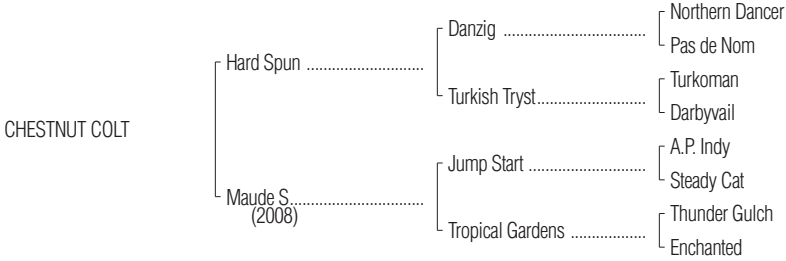 Northern Dancer
Danzig ................................
Pas de Nom
Hard Spun ..........................
Turkoman
Turkish Tryst........................
Darbyvail
CHESTNUT COLT
A.P. Indy
Jump Start ..........................
Steady Cat
Maude S..............................
(2008)
Thunder Gulch
Tropical Gardens .................
Enchanted